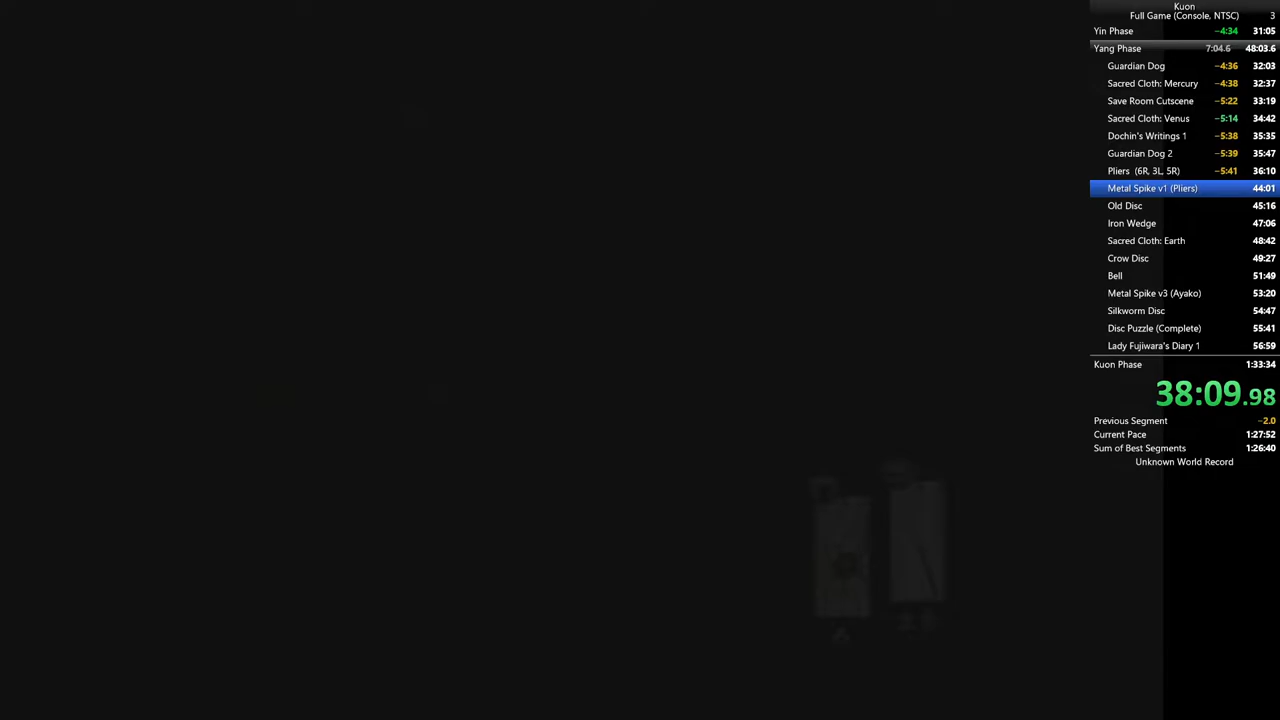 Kuon
Full Game (Console, NTSC) 3
Yin Phase −4:34 31:05
Yang Phase 7:04.6 48:03.6
Guardian Dog −4:36 32:03
Sacred Cloth: Mercury −4:38 32:37
Save Room Cutscene −5:22 33:19
Sacred Cloth: Venus −5:14 34:42
Dochin's Writings 1 −5:38 35:35
Guardian Dog 2 −5:39 35:47
Pliers (6R, 3L, 5R) −5:41 36:10
Metal Spike v1 (Pliers) 44:01
Old Disc 45:16
Iron Wedge 47:06
Sacred Cloth: Earth 48:42
Crow Disc 49:27
Bell 51:49
Metal Spike v3 (Ayako) 53:20
Silkworm Disc 54:47
Disc Puzzle (Complete) 55:41
Lady Fujiwara's Diary 1 56:59
Kuon Phase 1:33:34
38:09.98
Previous Segment −2.0
Current Pace 1:27:52
Sum of Best Segments 1:26:40
Unknown World Record